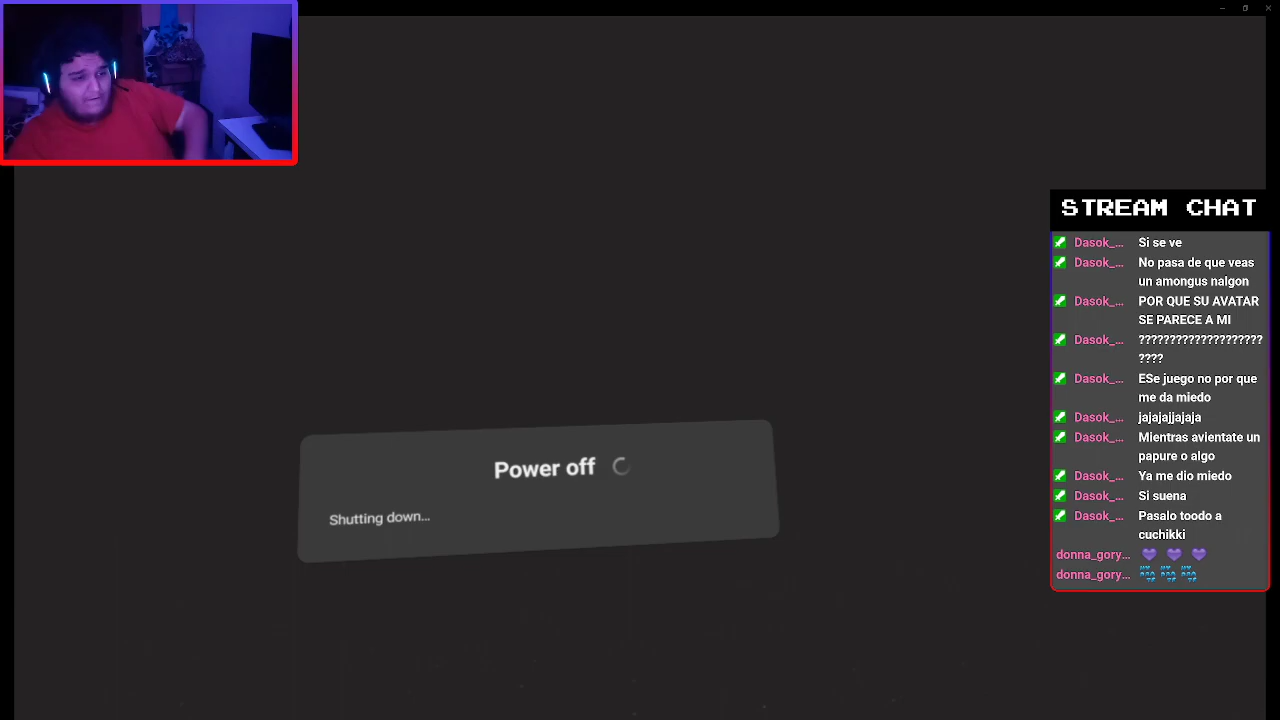 STREAM CHAT
Dasok_... Si se ve
Dasok_... No pasa de que veas
un amongus nalgon
Dasok_... POR QUE SU AVATAR
SE PARECE A MI
Dasok_... ????????????????????
????
Dasok_... ESe juego no por que
me da miedo
Dasok_... jajajajjajaja
Dasok_... Mientras avientate un
papure o algo
Dasok_... Ya me dio miedo
Dasok_... Si suena
Dasok_... Pasalo toodo a
cuchikki
donna_gory...
donna_gory...
Power off
Shutting down...